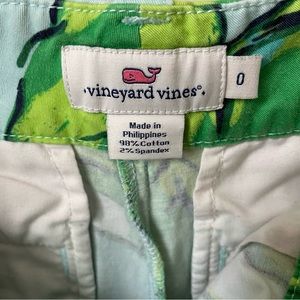 vineyard vines®
0
Made in
Philippines
98% Cotton
2% Spandex